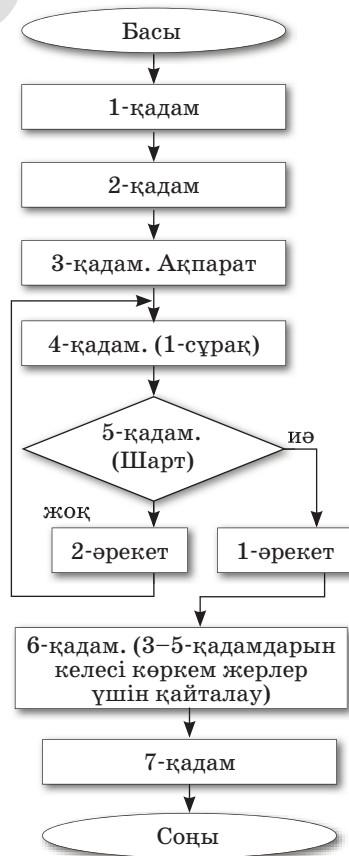 Басы
1-қадам
2-қадам
3-қадам. Ақпарат
4-қадам. (1-сұрақ)
5-қадам.
(Шарт)
иә
жоқ
2-әрекет
1-әрекет
6-қадам. (3–5-қадамдарын
келесі көркем жерлер
үшін қайталау)
7-қадам
Соңы